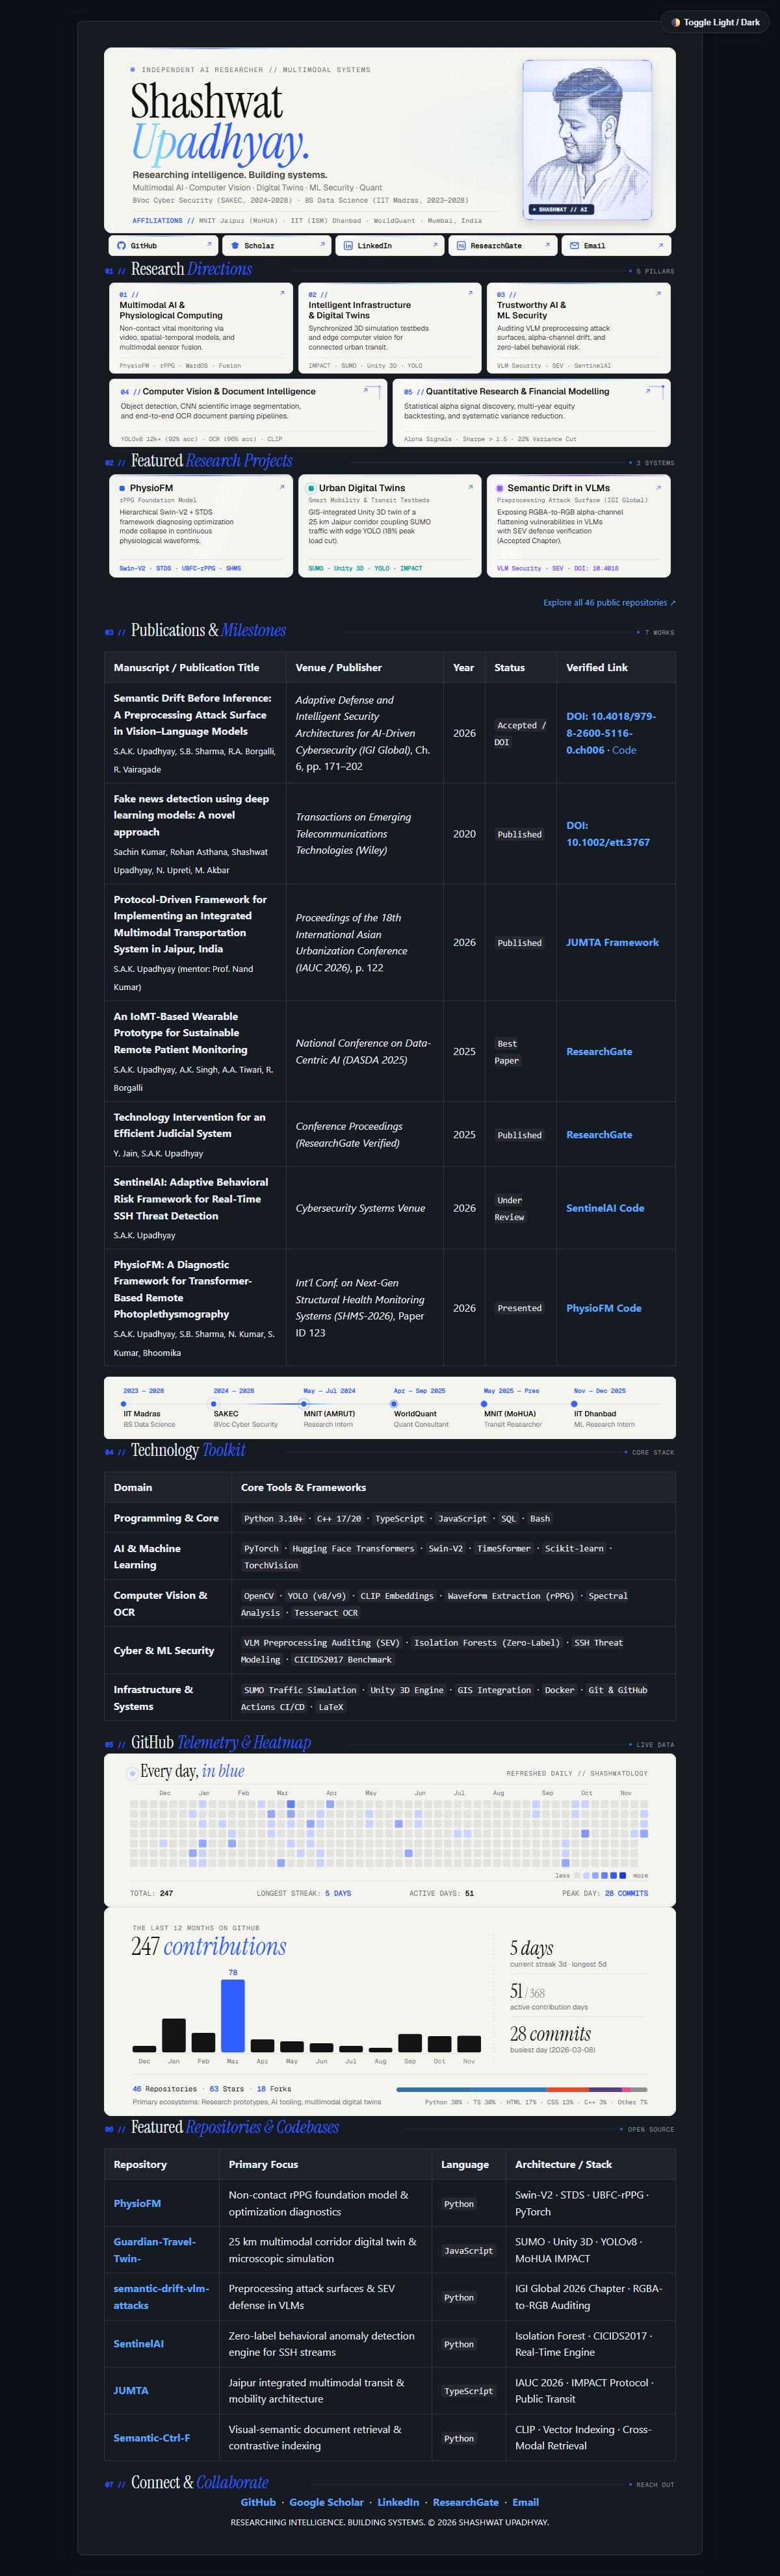 Toggle Light / Dark
INDEPENDENT AI RESEARCHER // MULTIMODAL SYSTEMS
Shashwat
Upadhyay.
Researching intelligence. Building systems.
Multimodal AI · Computer Vision · Digital Twins · ML Security · Quant
BVoc Cyber Security (SAKEC, 2024–2028) · BS Data Science (IIT Madras, 2023–2028)
AFFILIATIONS // MNIT Jaipur (MoHUA) · IIT (ISM) Dhanbad · WorldQuant · Mumbai, India
SHASHWAT // AI
GitHub ↗ Scholar ↗ LinkedIn ↗ ResearchGate ↗ Email ↗
01 // Research Directions • 5 PILLARS
01 // ↗
Multimodal AI &
Physiological Computing
Non-contact vital monitoring via
video, spatial-temporal models, and
multimodal sensor fusion.
PhysioFM · rPPG · WardOS · Fusion
02 // ↗
Intelligent Infrastructure
& Digital Twins
Synchronized 3D simulation testbeds
and edge computer vision for
connected urban transit.
IMPACT · SUMO · Unity 3D · YOLO
03 // ↗
Trustworthy AI &
ML Security
Auditing VLM preprocessing attack
surfaces, alpha-channel drift, and
zero-label behavioral risk.
VLM Security · SEV · SentinelAI
04 // Computer Vision & Document Intelligence ↗
Object detection, CNN scientific image segmentation,
and end-to-end OCR document parsing pipelines.
YOLOv8 12K+ (92% acc) · OCR (96% acc) · CLIP
05 // Quantitative Research & Financial Modelling ↗
Statistical alpha signal discovery, multi-year equity
backtesting, and systematic variance reduction.
Alpha Signals · Sharpe > 1.5 · 22% Variance Cut
02 // Featured Research Projects • 3 SYSTEMS
PhysioFM ↗
rPPG Foundation Model
Hierarchical Swin-V2 + STDS
framework diagnosing optimization
mode collapse in continuous
physiological waveforms.
Swin-V2 · STDS · UBFC-rPPG · SHMS
Urban Digital Twins ↗
Smart Mobility & Transit Testbeds
GIS-integrated Unity 3D twin of a
25 km Jaipur corridor coupling SUMO
traffic with edge YOLO (18% peak
load cut).
SUMO · Unity 3D · YOLO · IMPACT
Semantic Drift in VLMs ↗
Preprocessing Attack Surface (IGI Global)
Exposing RGBA-to-RGB alpha-channel
flattening vulnerabilities in VLMs
with SEV defense verification
(Accepted Chapter).
VLM Security · SEV · DOI: 10.4018
Explore all 46 public repositories ↗
03 // Publications & Milestones • 7 WORKS
Manuscript / Publication Title Venue / Publisher Year Status Verified Link
Semantic Drift Before Inference:
A Preprocessing Attack Surface
in Vision–Language Models
S.A.K. Upadhyay, S.B. Sharma, R.A. Borgalli,
R. Vairagade
Adaptive Defense and
Intelligent Security
Architectures for AI-Driven
Cybersecurity (IGI Global), Ch.
6, pp. 171–202
2026
Accepted /
DOI
DOI: 10.4018/979-
8-2600-5116-
0.ch006 · Code
Fake news detection using deep
learning models: A novel
approach
Sachin Kumar, Rohan Asthana, Shashwat
Upadhyay, N. Upreti, M. Akbar
Transactions on Emerging
Telecommunications
Technologies (Wiley)
2020
Published
DOI:
10.1002/ett.3767
Protocol-Driven Framework for
Implementing an Integrated
Multimodal Transportation
System in Jaipur, India
S.A.K. Upadhyay (mentor: Prof. Nand
Kumar)
Proceedings of the 18th
International Asian
Urbanization Conference
(IAUC 2026), p. 122
2026
Published
JUMTA Framework
An IoMT-Based Wearable
Prototype for Sustainable
Remote Patient Monitoring
S.A.K. Upadhyay, A.K. Singh, A.A. Tiwari, R.
Borgalli
National Conference on Data-
Centric AI (DASDA 2025)
2025
Best
Paper
ResearchGate
Technology Intervention for an
Efficient Judicial System
Y. Jain, S.A.K. Upadhyay
Conference Proceedings
(ResearchGate Verified)
2025
Published
ResearchGate
SentinelAI: Adaptive Behavioral
Risk Framework for Real-Time
SSH Threat Detection
S.A.K. Upadhyay
Cybersecurity Systems Venue
2026
Under
Review
SentinelAI Code
PhysioFM: A Diagnostic
Framework for Transformer-
Based Remote
Photoplethysmography
S.A.K. Upadhyay, S.B. Sharma, N. Kumar, S.
Kumar, Bhoomika
Int'l Conf. on Next-Gen
Structural Health Monitoring
Systems (SHMS-2026), Paper
ID 123
2026
Presented
PhysioFM Code
2023 – 2028 2024 – 2028 May – Jul 2024 Apr – Sep 2025 May 2025 – Pres Nov – Dec 2025
IIT Madras SAKEC MNIT (AMRUT) WorldQuant MNIT (MoHUA) IIT Dhanbad
BS Data Science BVoc Cyber Security Research Intern Quant Consultant Transit Researcher ML Research Intern
04 // Technology Toolkit • CORE STACK
Domain Core Tools & Frameworks
Programming & Core Python 3.10+ · C++ 17/20 · TypeScript · JavaScript · SQL · Bash
AI & Machine
Learning
PyTorch · Hugging Face Transformers · Swin-V2 · TimeSformer · Scikit-learn ·
TorchVision
Computer Vision &
OCR
OpenCV · YOLO (v8/v9) · CLIP Embeddings · Waveform Extraction (rPPG) · Spectral
Analysis · Tesseract OCR
Cyber & ML Security
VLM Preprocessing Auditing (SEV) · Isolation Forests (Zero-Label) · SSH Threat
Modeling · CICIDS2017 Benchmark
Infrastructure &
Systems
SUMO Traffic Simulation · Unity 3D Engine · GIS Integration · Docker · Git & GitHub
Actions CI/CD · LaTeX
05 // GitHub Telemetry & Heatmap • LIVE DATA
Every day, in blue REFRESHED DAILY // SHASHWATOLOGY
Dec Jan Feb Mar Apr May Jun Jul Aug Sep Oct Nov
less more
TOTAL: 247 LONGEST STREAK: 5 DAYS ACTIVE DAYS: 51 PEAK DAY: 28 COMMITS
THE LAST 12 MONTHS ON GITHUB
247 contributions
78
Dec Jan Feb Mar Apr May Jun Jul Aug Sep Oct Nov
5 days
current streak 3d · longest 5d
51 / 368
active contribution days
28 commits
busiest day (2026-03-08)
46 Repositories · 63 Stars · 18 Forks
Primary ecosystems: Research prototypes, AI tooling, multimodal digital twins
Python 30% · TS 30% · HTML 17% · CSS 13% · C++ 3% · Other 7%
06 // Featured Repositories & Codebases • OPEN SOURCE
Repository Primary Focus Language Architecture / Stack
PhysioFM
Non-contact rPPG foundation model &
optimization diagnostics
Python
Swin-V2 · STDS · UBFC-rPPG ·
PyTorch
Guardian-Travel-
Twin-
25 km multimodal corridor digital twin &
microscopic simulation
JavaScript
SUMO · Unity 3D · YOLOv8 ·
MoHUA IMPACT
semantic-drift-vlm-
attacks
Preprocessing attack surfaces & SEV
defense in VLMs
Python
IGI Global 2026 Chapter · RGBA-
to-RGB Auditing
SentinelAI
Zero-label behavioral anomaly detection
engine for SSH streams
Python
Isolation Forest · CICIDS2017 ·
Real-Time Engine
JUMTA
Jaipur integrated multimodal transit &
mobility architecture
TypeScript
IAUC 2026 · IMPACT Protocol ·
Public Transit
Semantic-Ctrl-F
Visual-semantic document retrieval &
contrastive indexing
Python
CLIP · Vector Indexing · Cross-
Modal Retrieval
07 // Connect & Collaborate • REACH OUT
GitHub · Google Scholar · LinkedIn · ResearchGate · Email
RESEARCHING INTELLIGENCE. BUILDING SYSTEMS. © 2026 SHASHWAT UPADHYAY.